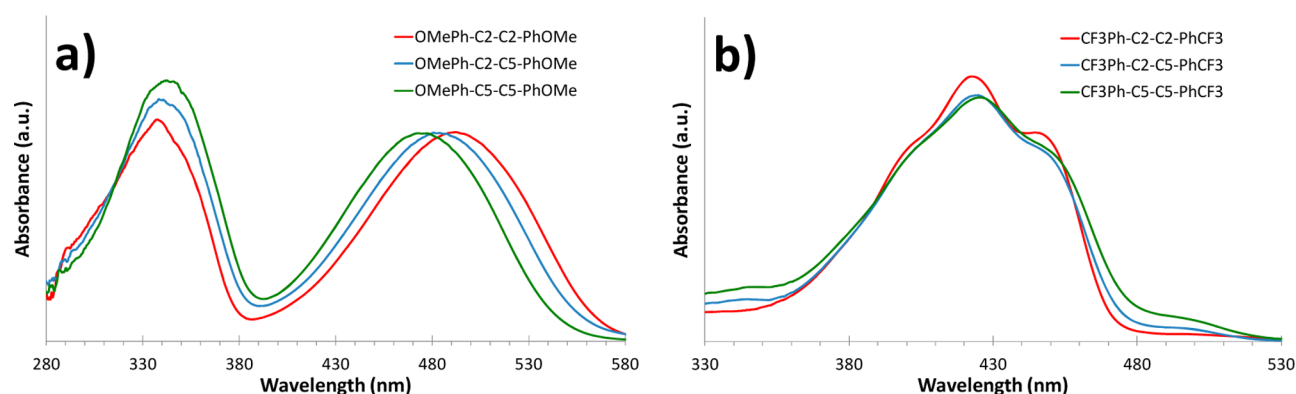 a)
OMePh-C2-C2-PhOMe
OMePh-C2-C5-PhOMe
OMePh-C5-C5-PhOMe
Absorbance (a.u.)
280 330 380 430 480 530 580
Wavelength (nm)
b)
CF3Ph-C2-C2-PhCF3
CF3Ph-C2-C5-PhCF3
CF3Ph-C5-C5-PhCF3
Absorbance (a.u.)
330 380 430 480 530
Wavelength (nm)